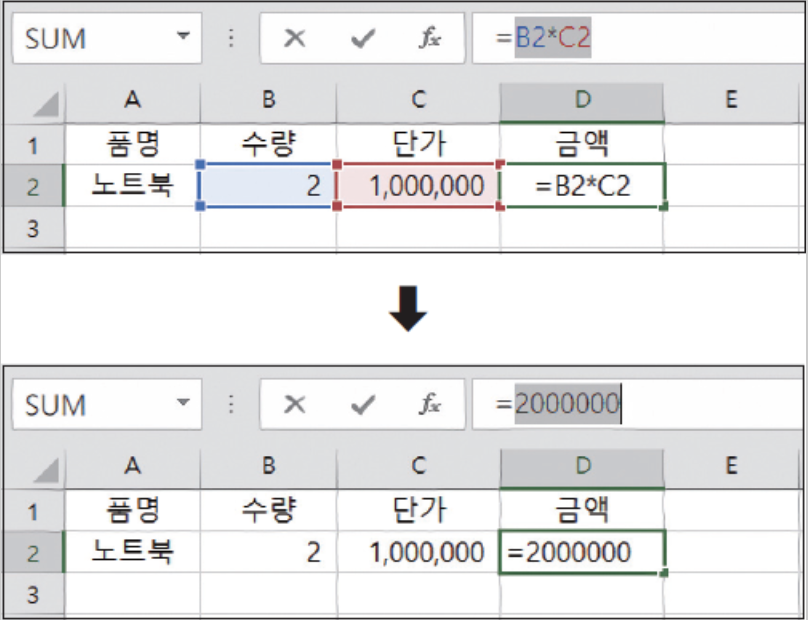 SUM fx =B2*C2
A B C D E
1 품명 수량 단가 금액
2 노트북 2 1,000,000 =B2*C2
3
SUM fx =2000000
A B C D E
1 품명 수량 단가 금액
2 노트북 2 1,000,000 =2000000
3